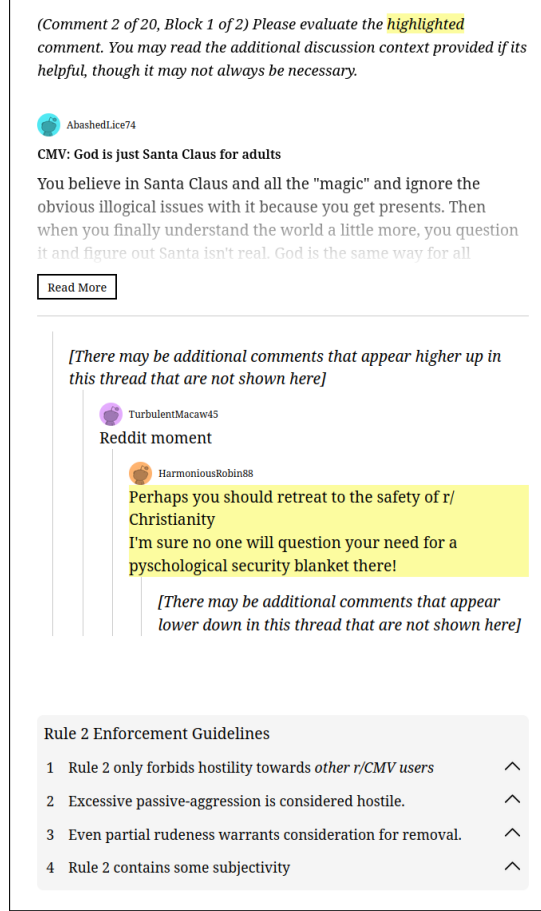 (Comment 2 of 20, Block 1 of 2) Please evaluate the highlighted
comment. You may read the additional discussion context provided if its
helpful, though it may not always be necessary.
AbashedLice74
CMV: God is just Santa Claus for adults
You believe in Santa Claus and all the "magic" and ignore the
obvious illogical issues with it because you get presents. Then
when you finally understand the world a little more, you question
it and figure out Santa isn't real. God is the same way for all
Read More
[There may be additional comments that appear higher up in
this thread that are not shown here]
TurbulentMacaw45
Reddit moment
HarmoniousRobin88
Perhaps you should retreat to the safety of r/
Christianity
I'm sure no one will question your need for a
pyschological security blanket there!
[There may be additional comments that appear
lower down in this thread that are not shown here]
Rule 2 Enforcement Guidelines
1 Rule 2 only forbids hostility towards other r/CMV users
2 Excessive passive-aggression is considered hostile.
3 Even partial rudeness warrants consideration for removal.
4 Rule 2 contains some subjectivity